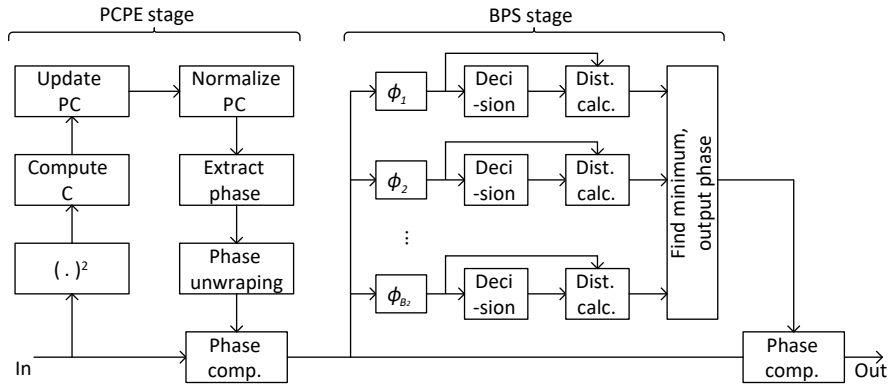 PCPE stage
BPS stage
Update
PC
Normalize
PC
Compute
C
Extract
phase
( . )²
Phase
unwraping
In
Phase
comp.
ϕ1
Deci
-sion
Dist.
calc.
ϕ2
Deci
-sion
Dist.
calc.
...
ϕB2
Deci
-sion
Dist.
calc.
Find minimum,
output phase
Phase
comp.
Out